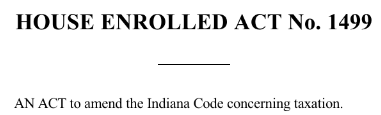 HOUSE ENROLLED ACT No. 1499
AN ACT to amend the Indiana Code concerning taxation.